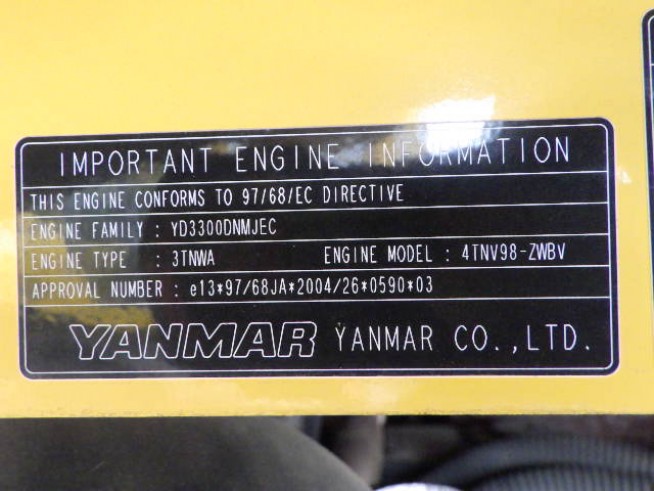 IMPORTANT ENGINE INFORMATION
THIS ENGINE CONFORMS TO 97/68/EC DIRECTIVE
ENGINE FAMILY : YD3300DNMJEC
ENGINE TYPE : 3TNWA ENGINE MODEL : 4TNV98-ZWBV
APPROVAL NUMBER : e13*97/68JA*2004/26*0590*03
YANMAR YANMAR CO.,LTD.